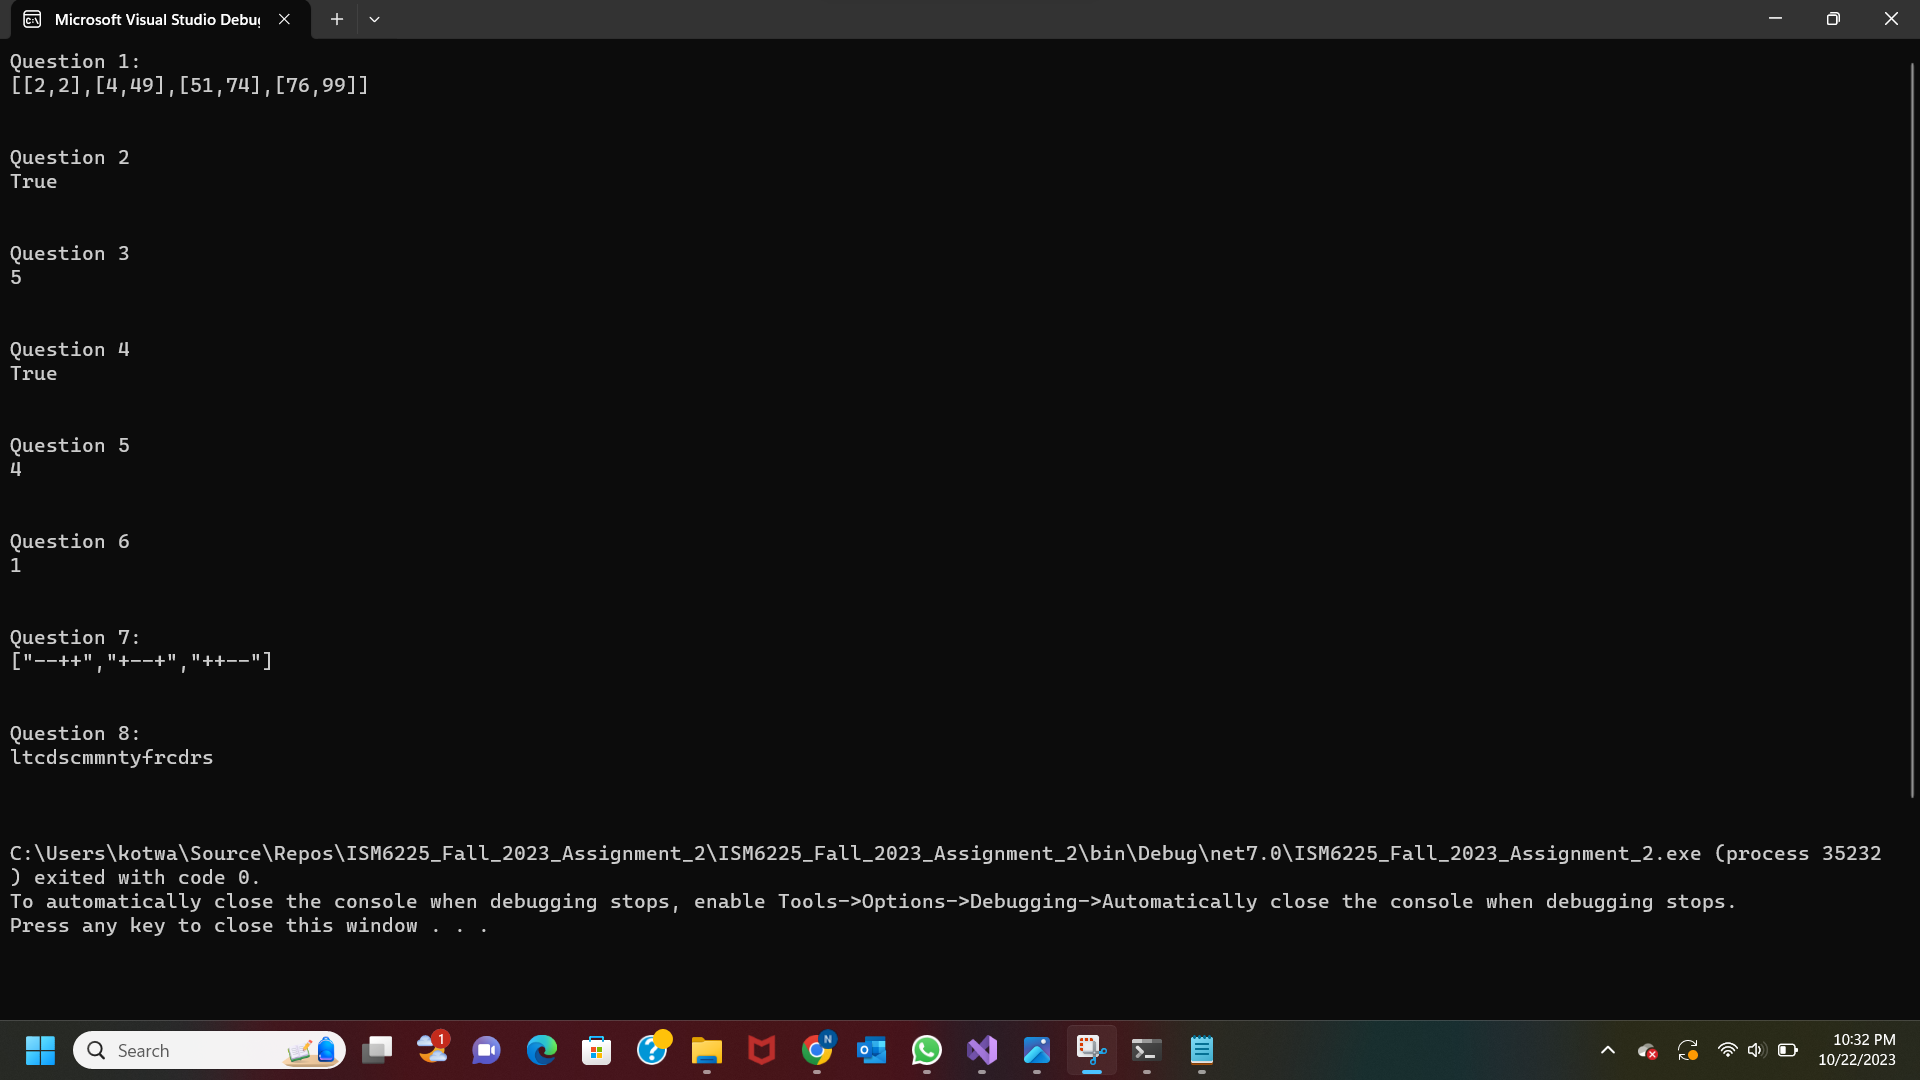 Microsoft Visual Studio Debu
Question 1:
[[2,2],[4,49],[51,74],[76,99]]
Question 2
True
Question 3
5
Question 4
True
Question 5
4
Question 6
1
Question 7:
["--++","+--+","++--"]
Question 8:
ltcdscmmntyfrcdrs
C:\Users\kotwa\Source\Repos\ISM6225_Fall_2023_Assignment_2\ISM6225_Fall_2023_Assignment_2\bin\Debug\net7.0\ISM6225_Fall_2023_Assignment_2.exe (process 35232
) exited with code 0.
To automatically close the console when debugging stops, enable Tools->Options->Debugging->Automatically close the console when debugging stops.
Press any key to close this window . . .
Search
1
N
10:32 PM
10/22/2023